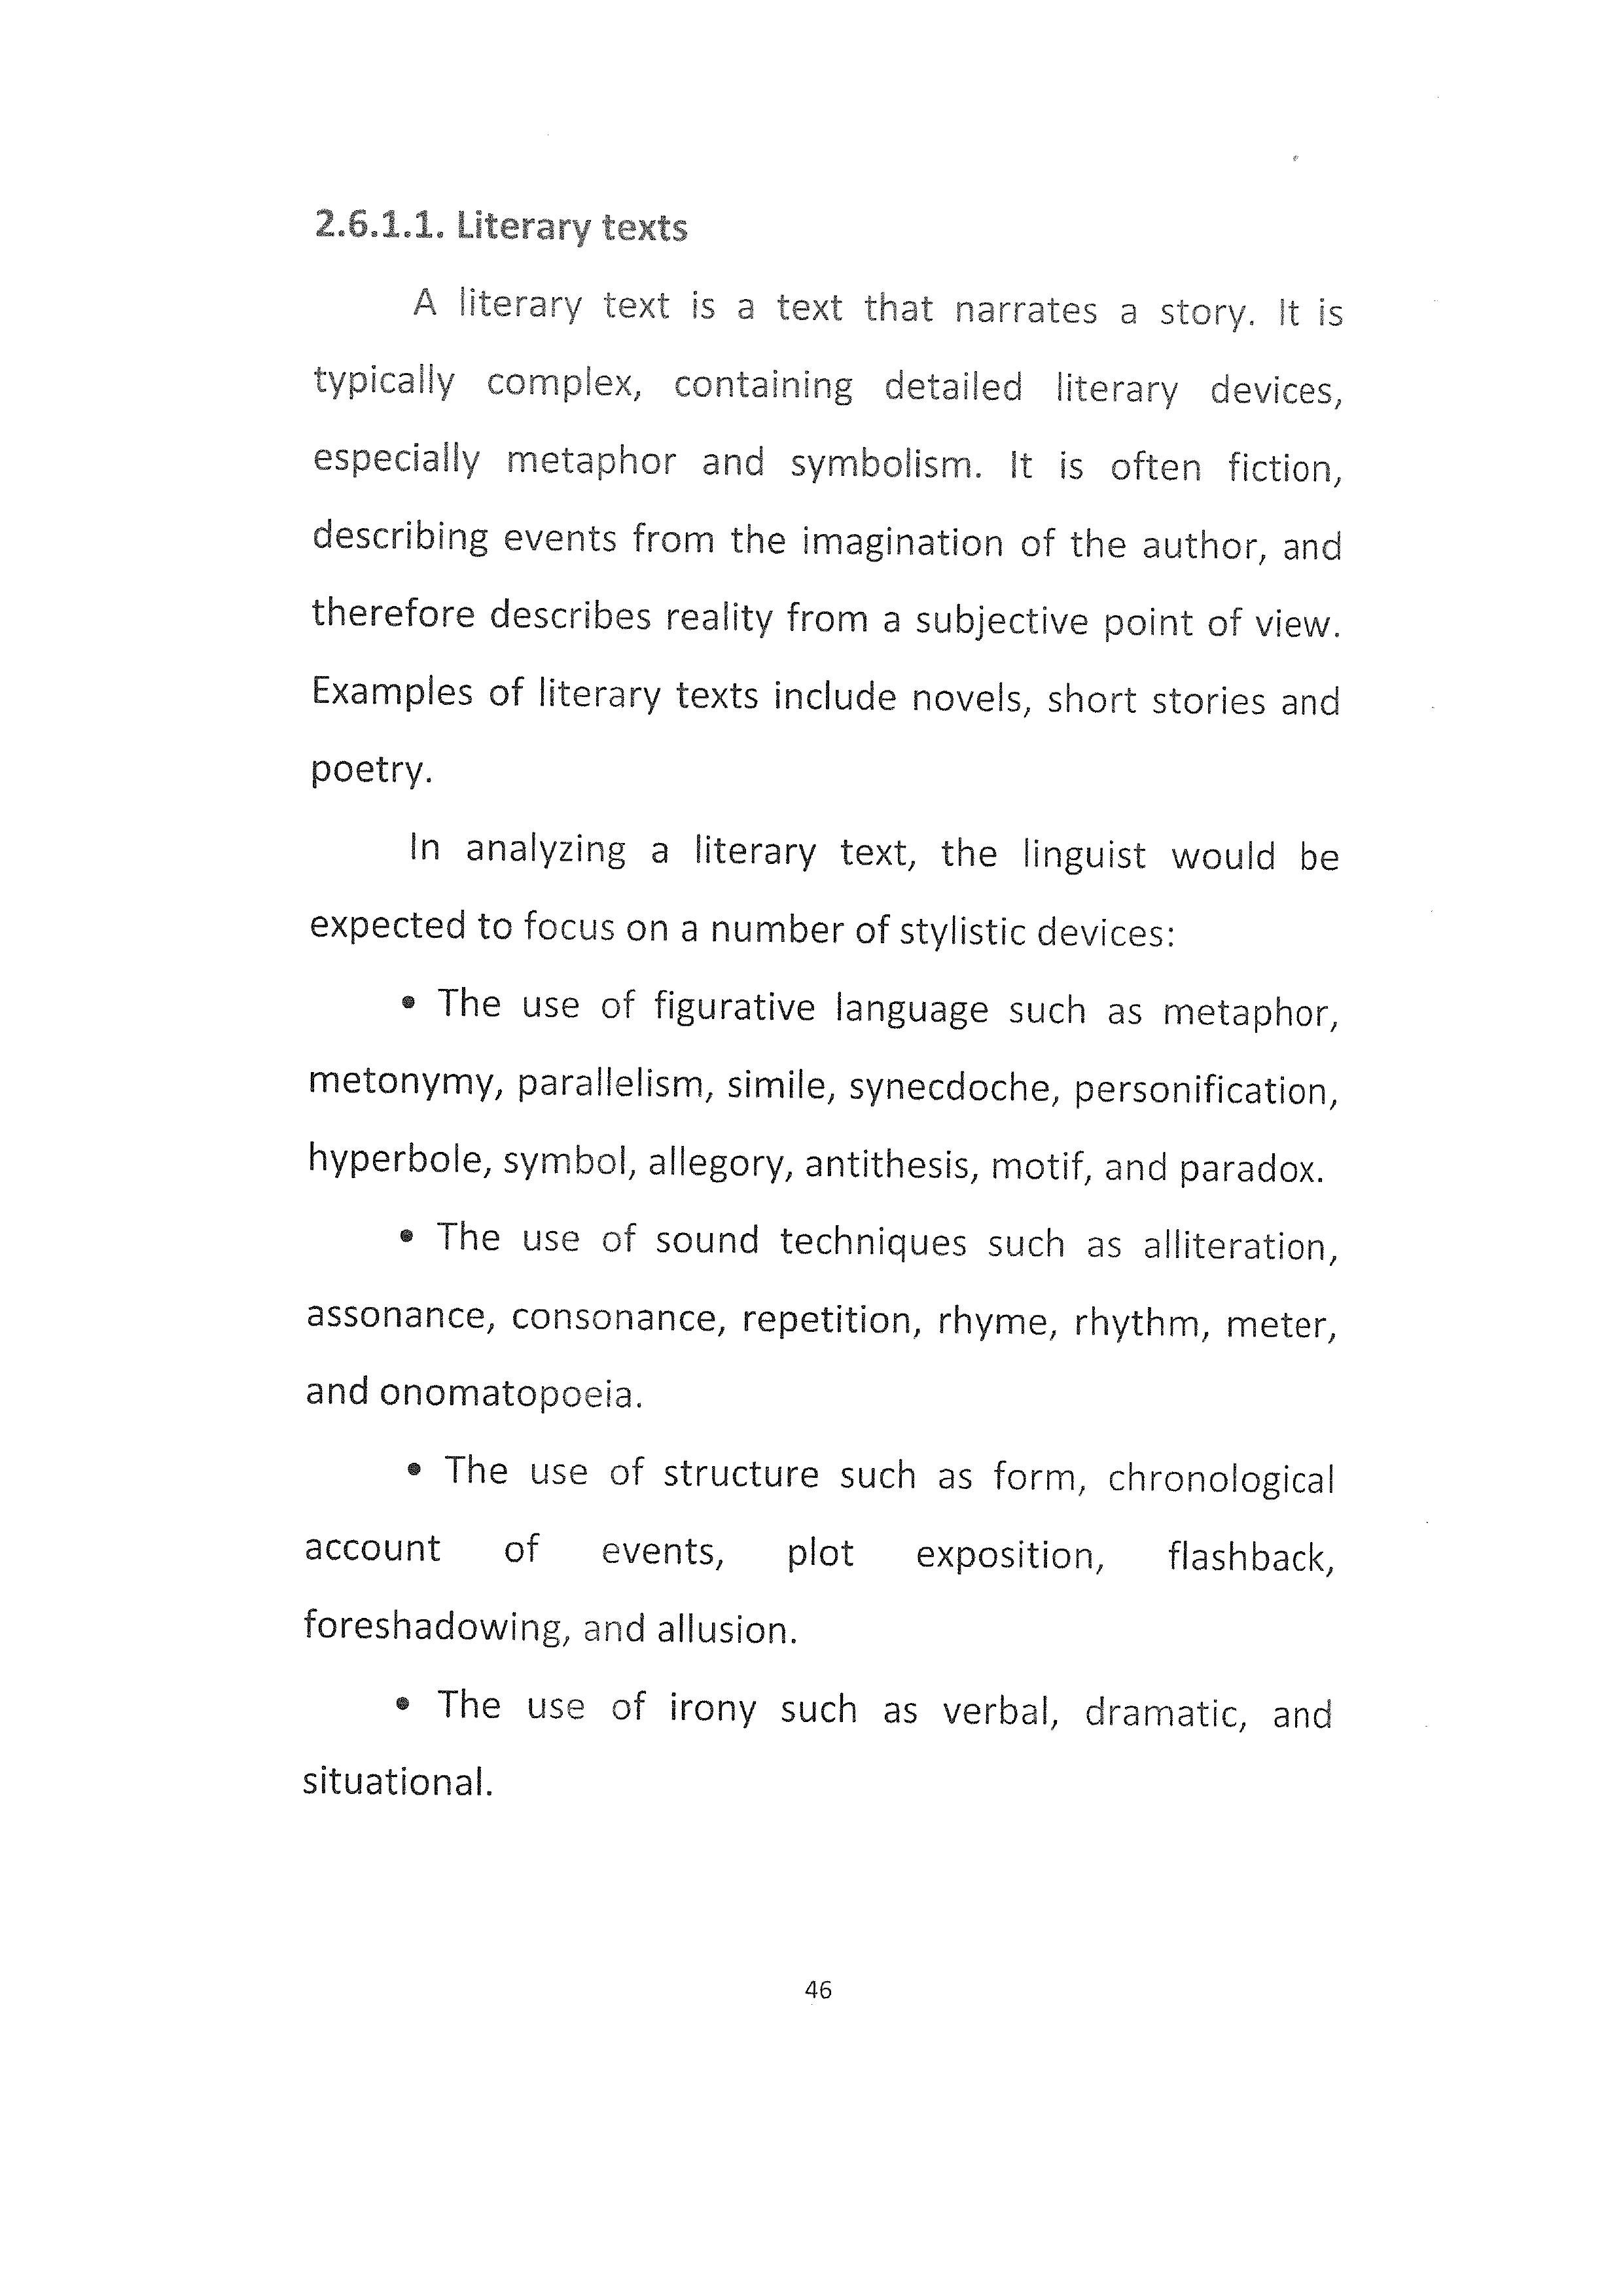 2.6.1.1. Literary texts
A literary text is a text that narrates a story. It is
typically complex, containing detailed literary devices,
especially metaphor and symbolism. It is often fiction,
describing events from the imagination of the author, and
therefore describes reality from a subjective point of view.
Examples of literary texts include novels, short stories and
poetry.
In analyzing a literary text, the linguist would be
expected to focus on a number of stylistic devices:
• The use of figurative language such as metaphor,
metonymy, parallelism, simile, synecdoche, personification,
hyperbole, symbol, allegory, antithesis, motif, and paradox.
• The use of sound techniques such as alliteration,
assonance, consonance, repetition, rhyme, rhythm, meter,
and onomatopoeia.
• The use of structure such as form, chronological
account of events, plot exposition, flashback,
foreshadowing, and allusion.
• The use of irony such as verbal, dramatic, and
situational.
46